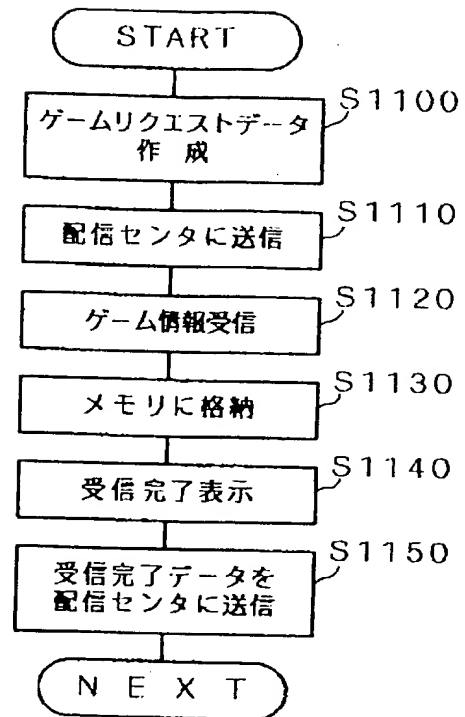 START
ゲームリクエストデータ
作成
S1100
配信センタに送信
S1110
ゲーム情報受信
S1120
メモリに格納
S1130
受信完了表示
S1140
受信完了データを
配信センタに送信
S1150
NEXT